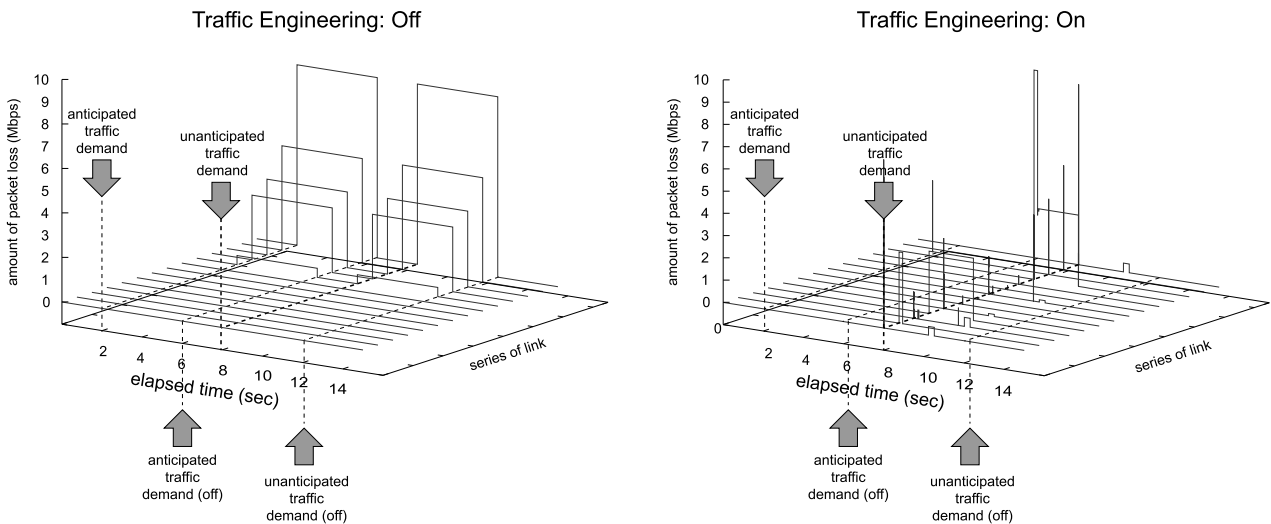 Traffic Engineering: Off
10
9
8
7
6
5
4
3
2
1
0
amount of packet loss (Mbps)
anticipated
traffic
demand
unanticipated
traffic
demand
2
4
6
8
10
12
14
elapsed time (sec)
series of link
anticipated
traffic
demand (off)
unanticipated
traffic
demand (off)
Traffic Engineering: On
10
9
8
7
6
5
4
3
2
1
0
amount of packet loss (Mbps)
anticipated
traffic
demand
unanticipated
traffic
demand
0
2
4
6
8
10
12
14
elapsed time (sec)
series of link
anticipated
traffic
demand (off)
unanticipated
traffic
demand (off)